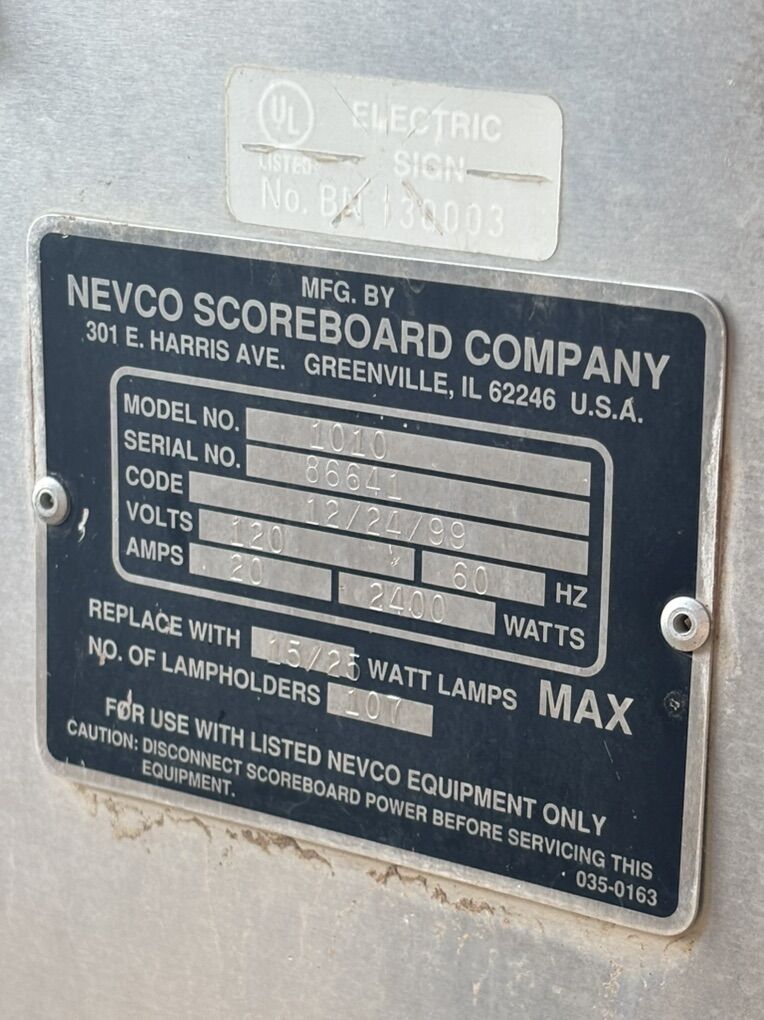 UL
ELECTRIC
LISTED SIGN
No. BN 130003
MFG. BY
NEVCO SCOREBOARD COMPANY
301 E. HARRIS AVE. GREENVILLE, IL 62246 U.S.A.
MODEL NO. 1010
SERIAL NO. 86641
CODE 12/24/99
VOLTS 120 60 HZ
AMPS 20 2400 WATTS
REPLACE WITH 15/25 WATT LAMPS MAX
NO. OF LAMPHOLDERS 107
FOR USE WITH LISTED NEVCO EQUIPMENT ONLY
CAUTION: DISCONNECT SCOREBOARD POWER BEFORE SERVICING THIS
EQUIPMENT.
035-0163